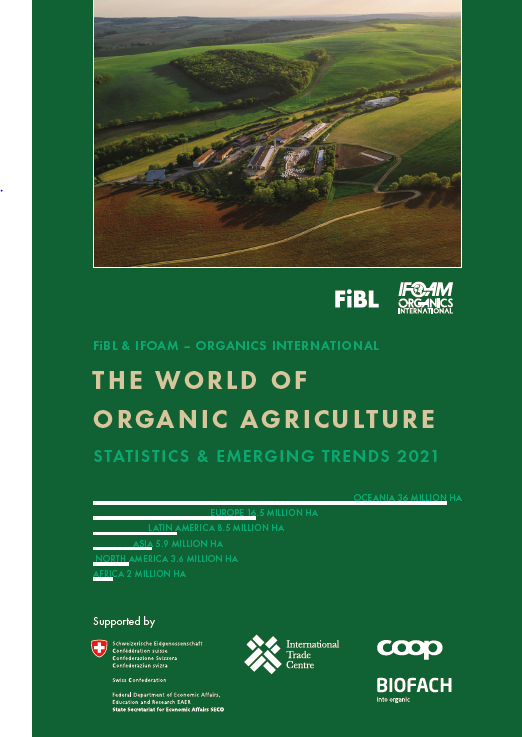 FiBL
IFOAM
ORGANICS
INTERNATIONAL
FiBL & IFOAM – ORGANICS INTERNATIONAL
THE WORLD OF
ORGANIC AGRICULTURE
STATISTICS & EMERGING TRENDS 2021
OCEANIA 36 MILLION HA
EUROPE 16.5 MILLION HA
LATIN AMERICA 8.5 MILLION HA
ASIA 5.9 MILLION HA
NORTH AMERICA 3.6 MILLION HA
AFRICA 2 MILLION HA
Supported by
Schweizerische Eidgenossenschaft
Confédération suisse
Confederazione Svizzera
Confederaziun svizra
Swiss Confederation
Federal Department of Economic Affairs,
Education and Research EAER
State Secretariat for Economic Affairs SECO
International
Trade
Centre
coop
BIOFACH
into organic